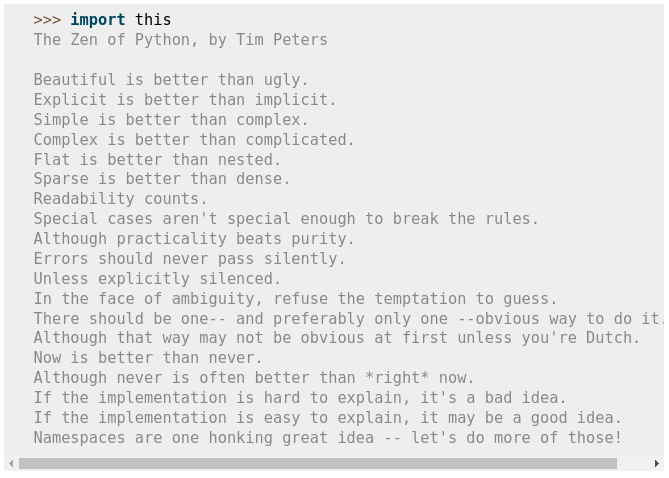 >>> import this
The Zen of Python, by Tim Peters
Beautiful is better than ugly.
Explicit is better than implicit.
Simple is better than complex.
Complex is better than complicated.
Flat is better than nested.
Sparse is better than dense.
Readability counts.
Special cases aren't special enough to break the rules.
Although practicality beats purity.
Errors should never pass silently.
Unless explicitly silenced.
In the face of ambiguity, refuse the temptation to guess.
There should be one-- and preferably only one --obvious way to do it.
Although that way may not be obvious at first unless you're Dutch.
Now is better than never.
Although never is often better than *right* now.
If the implementation is hard to explain, it's a bad idea.
If the implementation is easy to explain, it may be a good idea.
Namespaces are one honking great idea -- let's do more of those!